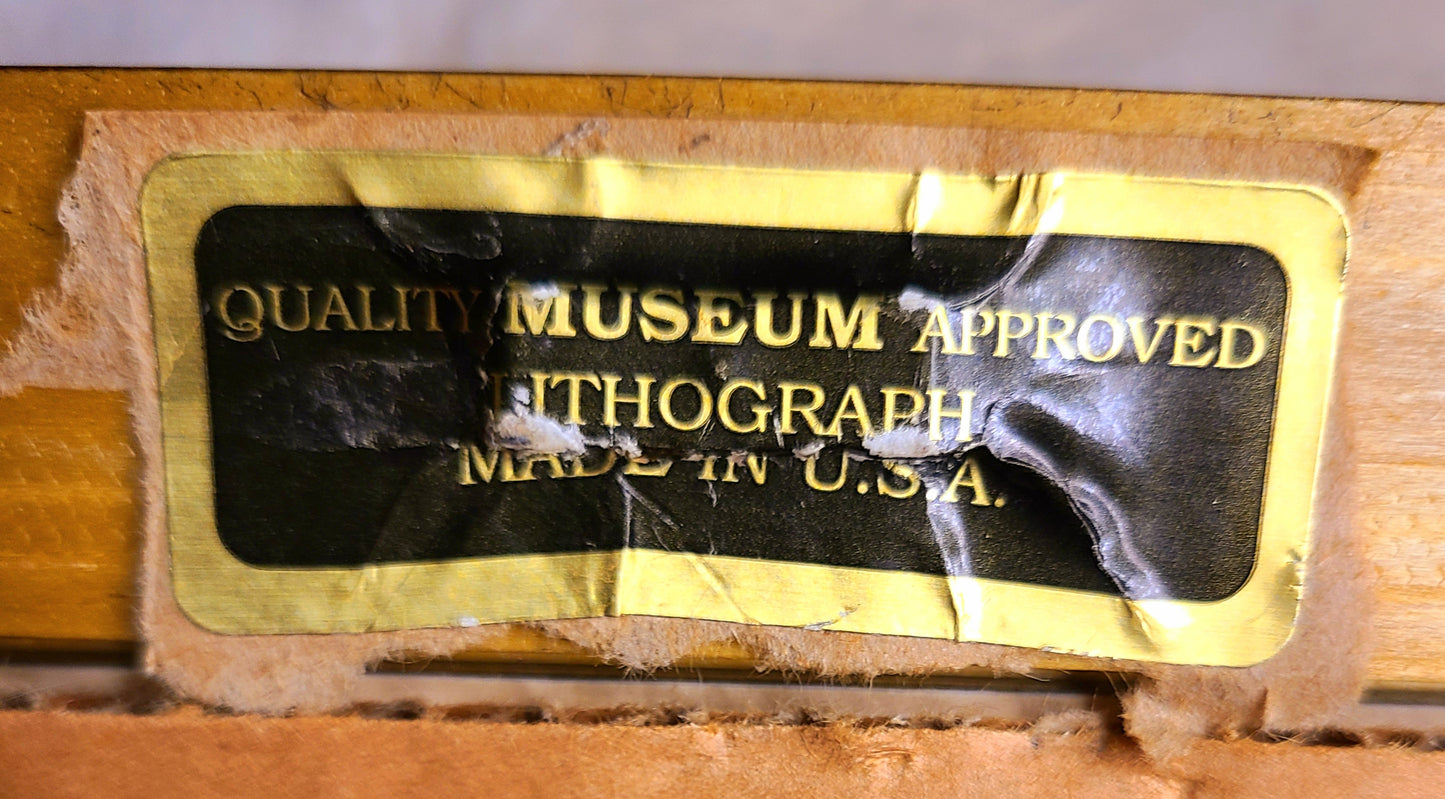 QUALITY MUSEUM APPROVED
LITHOGRAPH
MADE IN U.S.A.